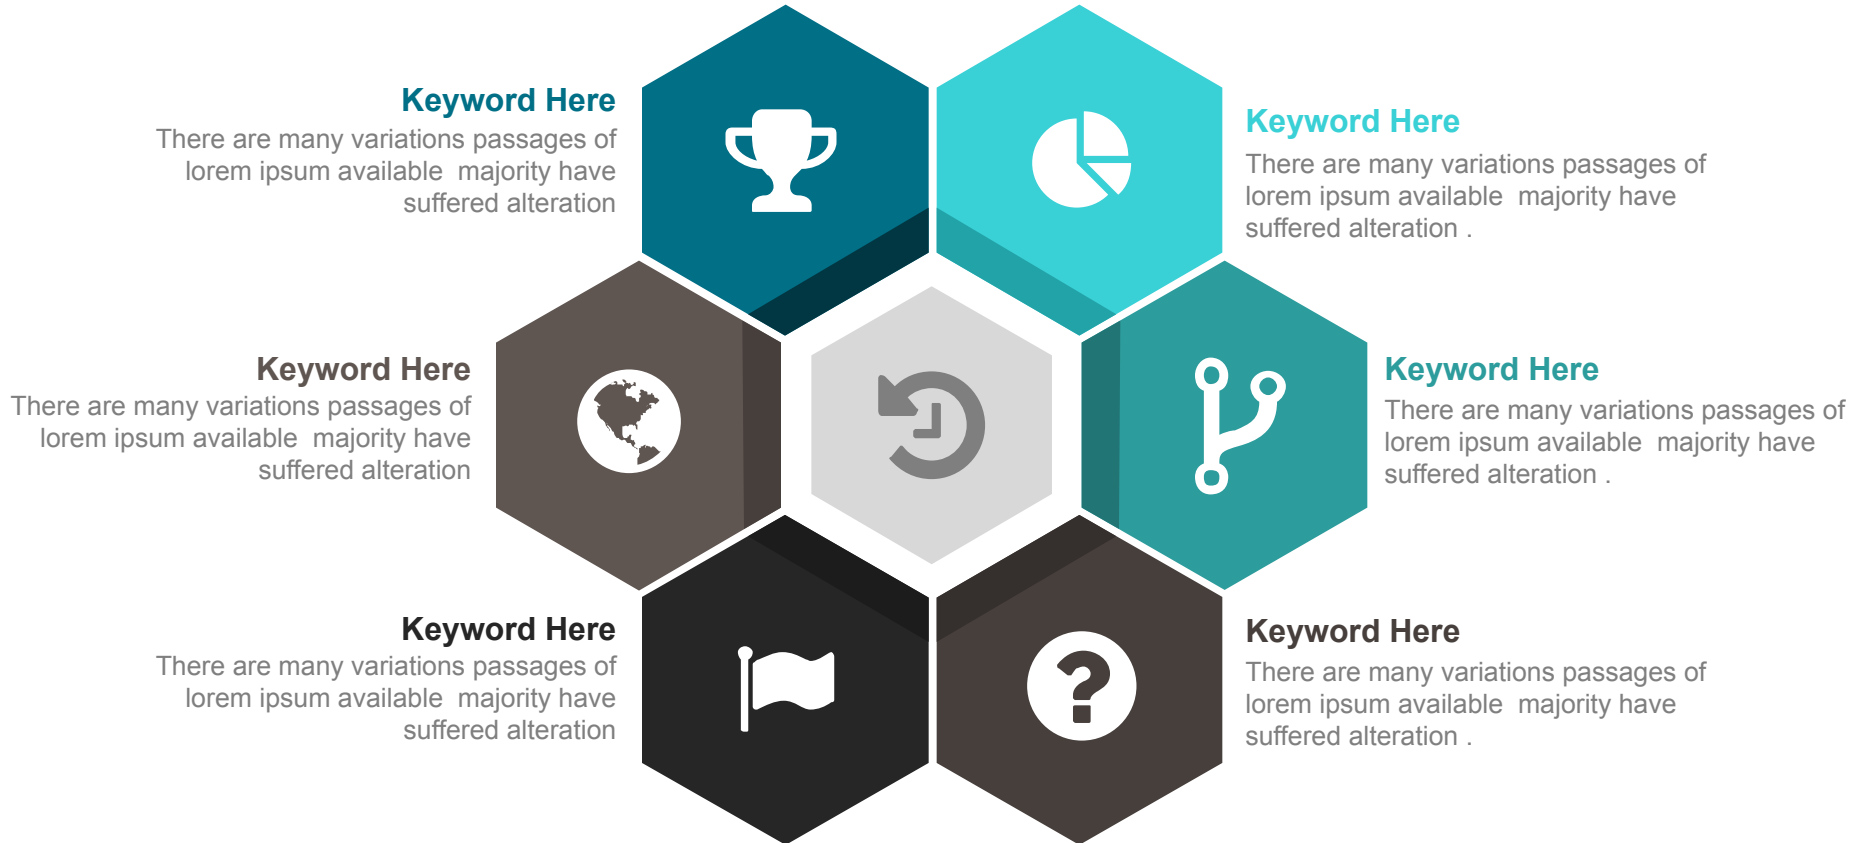 Keyword Here
There are many variations passages of
lorem ipsum available  majority have
suffered alteration
Keyword Here
There are many variations passages of
lorem ipsum available  majority have
suffered alteration .
Keyword Here
There are many variations passages of
lorem ipsum available  majority have
suffered alteration
Keyword Here
There are many variations passages of
lorem ipsum available  majority have
suffered alteration .
Keyword Here
There are many variations passages of
lorem ipsum available  majority have
suffered alteration
Keyword Here
There are many variations passages of
lorem ipsum available  majority have
suffered alteration .